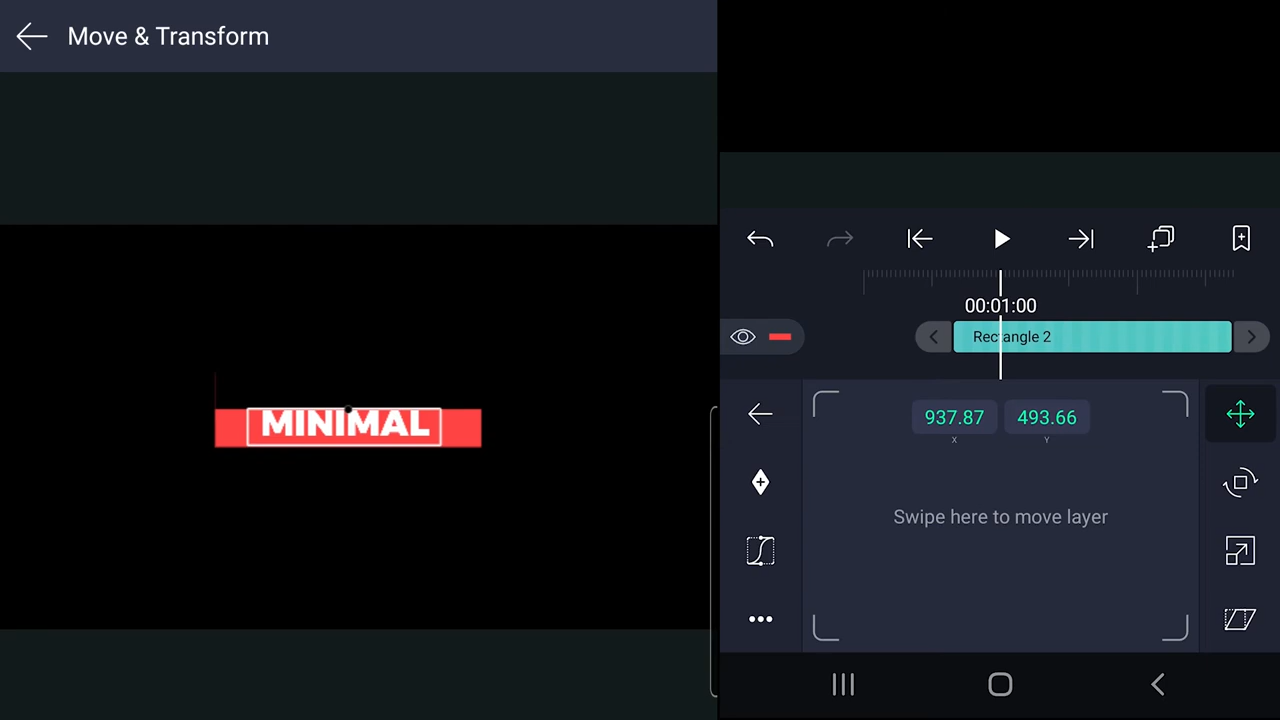 Move & Transform
MINIMAL
00:01:00
Rectangle 2
937.87 493.66
X Y
Swipe here to move layer